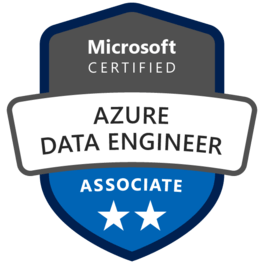 Microsoft
CERTIFIED
AZURE
DATA ENGINEER
ASSOCIATE